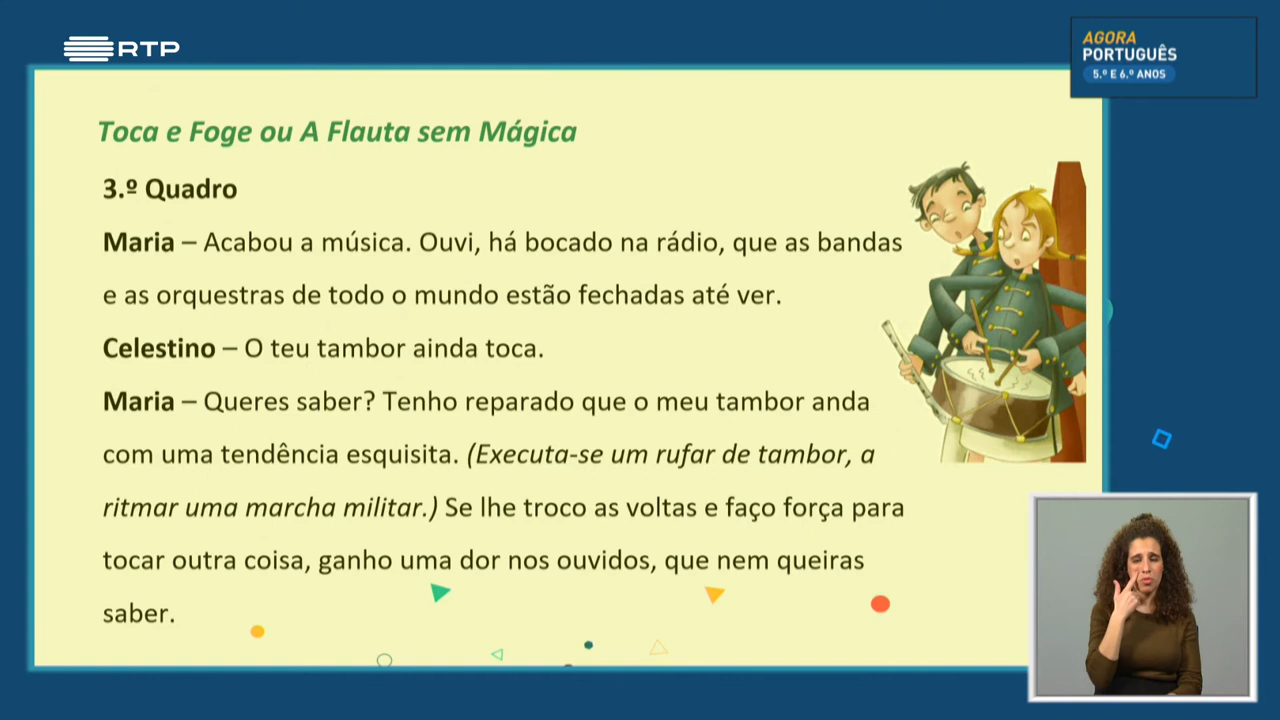 RTP
AGORA
PORTUGUÊS
5.º E 6.º ANOS
Toca e Foge ou A Flauta sem Mágica
3.º Quadro
Maria – Acabou a música. Ouvi, há bocado na rádio, que as bandas
e as orquestras de todo o mundo estão fechadas até ver.
Celestino – O teu tambor ainda toca.
Maria – Queres saber? Tenho reparado que o meu tambor anda
com uma tendência esquisita. (Executa-se um rufar de tambor, a
ritmar uma marcha militar.) Se lhe troco as voltas e faço força para
tocar outra coisa, ganho uma dor nos ouvidos, que nem queiras
saber.